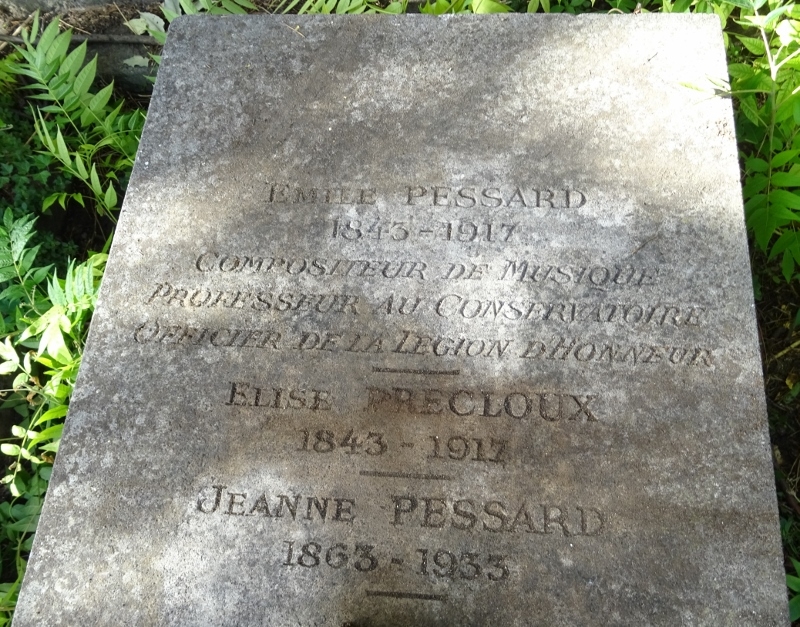 EMILE PESSARD
1843-1917
COMPOSITEUR DE MUSIQUE
PROFESSEUR AU CONSERVATOIRE
OFFICIER DE LA LEGION D'HONNEUR
ELISE PRECLOUX
1843-1917
JEANNE PESSARD
1863-1933